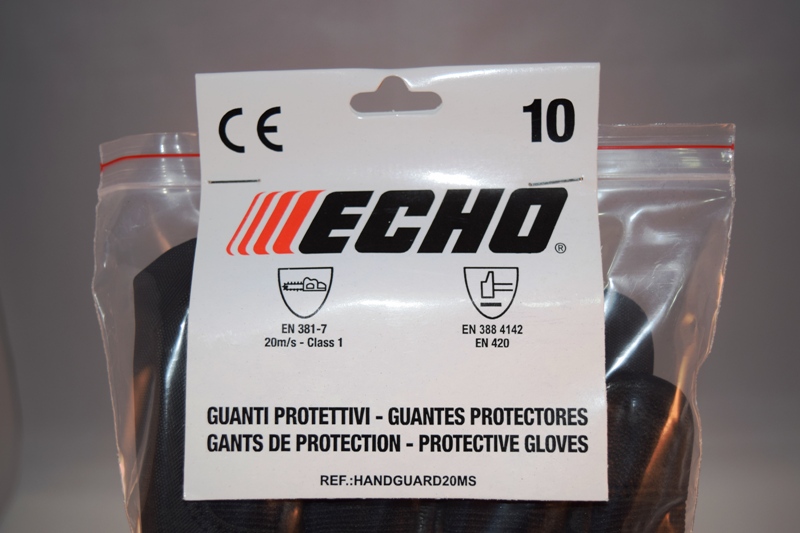 CE
10
ECHO®
EN 381-7
20m/s - Class 1
EN 388 4142
EN 420
GUANTI PROTETTIVI - GUANTES PROTECTORES
GANTS DE PROTECTION - PROTECTIVE GLOVES
REF.:HANDGUARD20MS